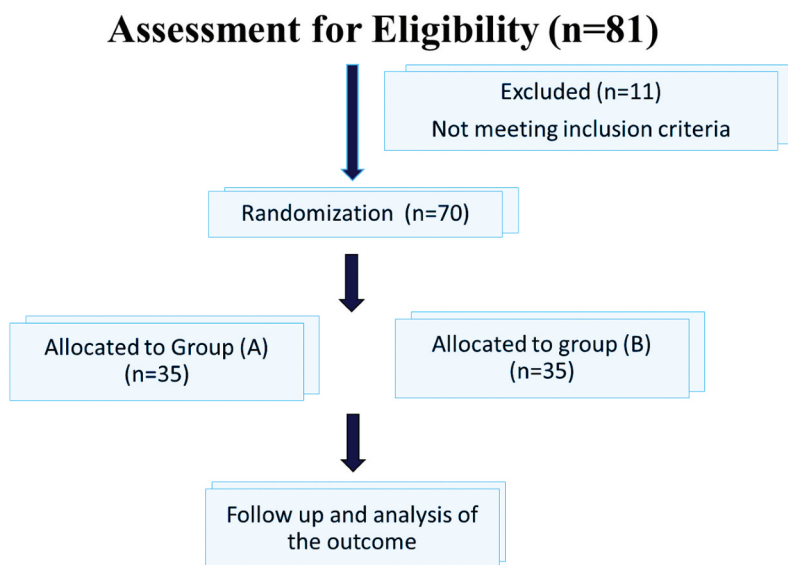 Assessment for Eligibility (n=81)
Excluded (n=11)
Not meeting inclusion criteria
Randomization (n=70)
Allocated to Group (A)
(n=35)
Allocated to group (B)
(n=35)
Follow up and analysis of
the outcome